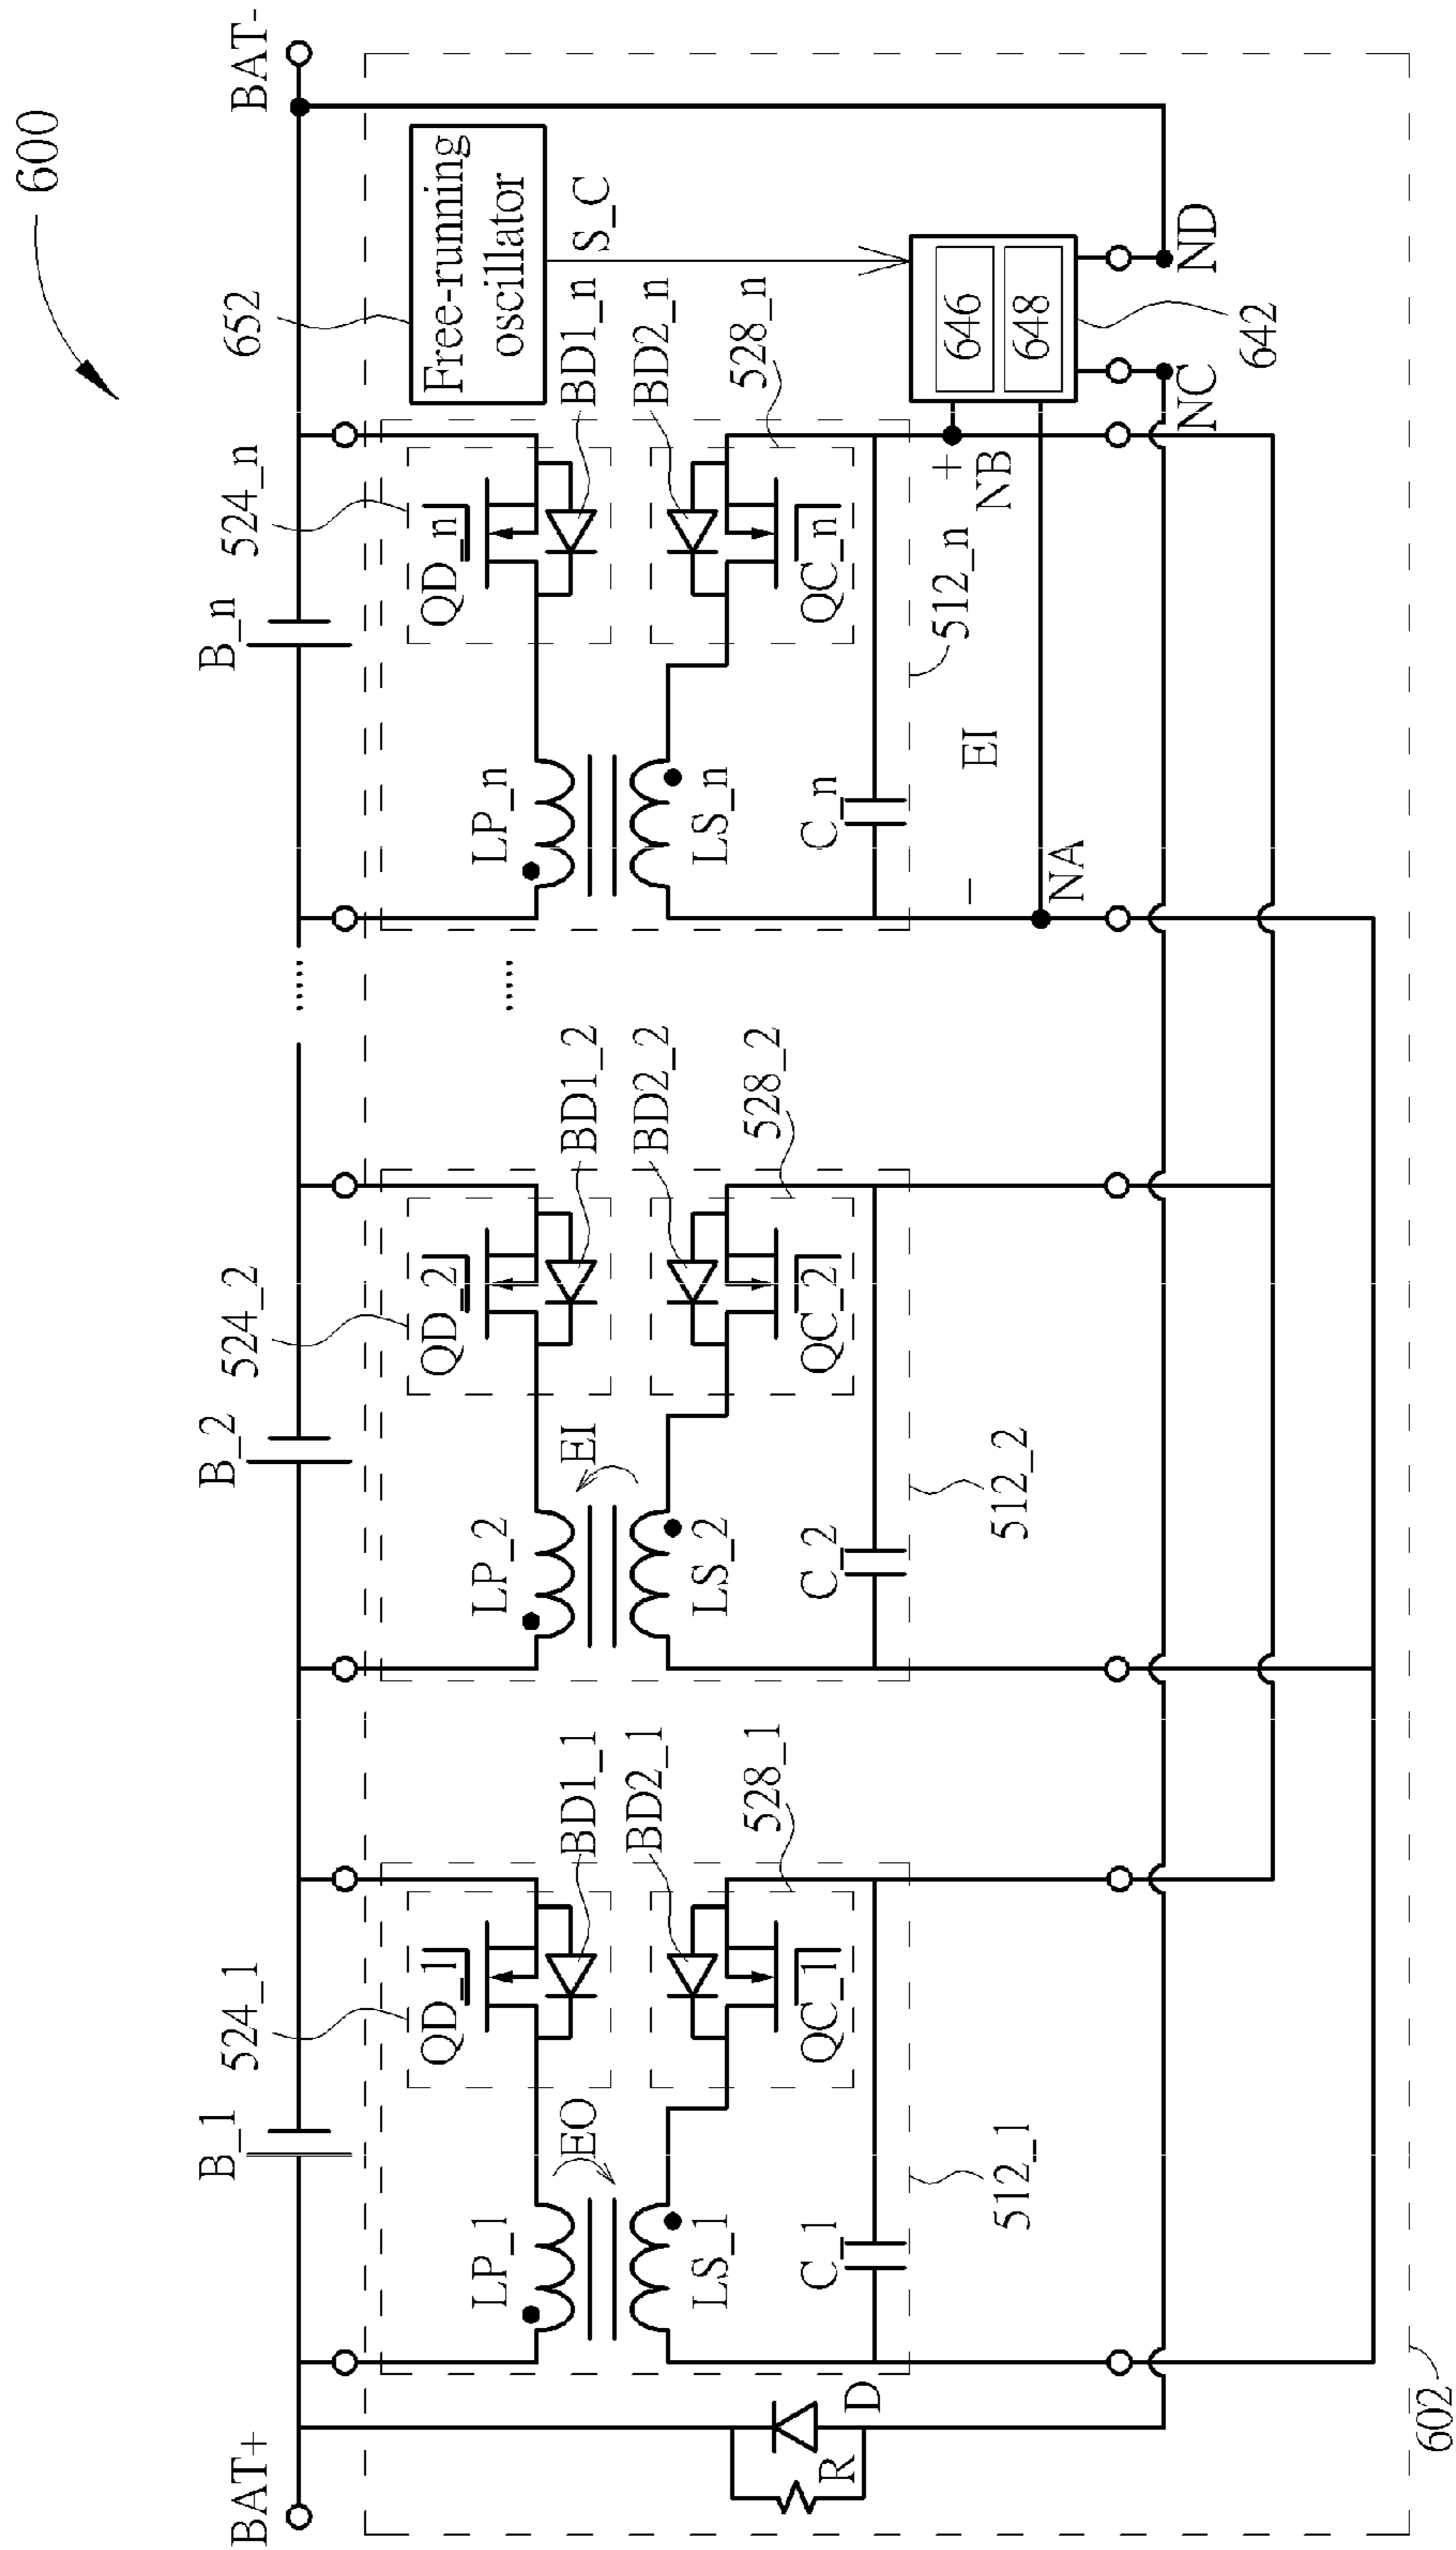 600
BAT+
B_1
B_2
B_n
BAT-
524_1
524_2
524_n
652
Free-running
oscillator
S_C
QD_1
QD_2
QD_n
LP_1
EO
BD1_1
LP_2
EI
BD1_2
LP_n
BD1_n
BD2_1
BD2_2
BD2_n
LS_1
LS_2
LS_n
528_1
528_2
528_n
R
D
C_1
QC_1
C_2
QC_2
C_n
QC_n
512_1
512_2
512_n
-
EI
+
NB
646
648
NA
NC
ND
642
602